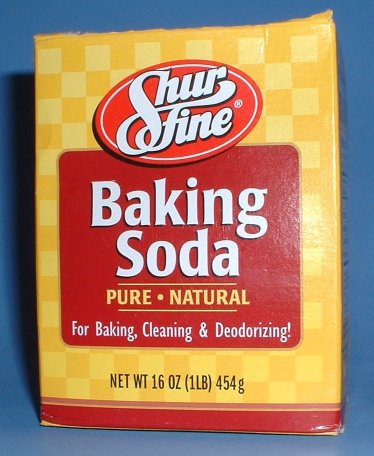 Shur
fine®
Baking
Soda
PURE • NATURAL
For Baking, Cleaning & Deodorizing!
NET WT 16 OZ (1LB) 454g